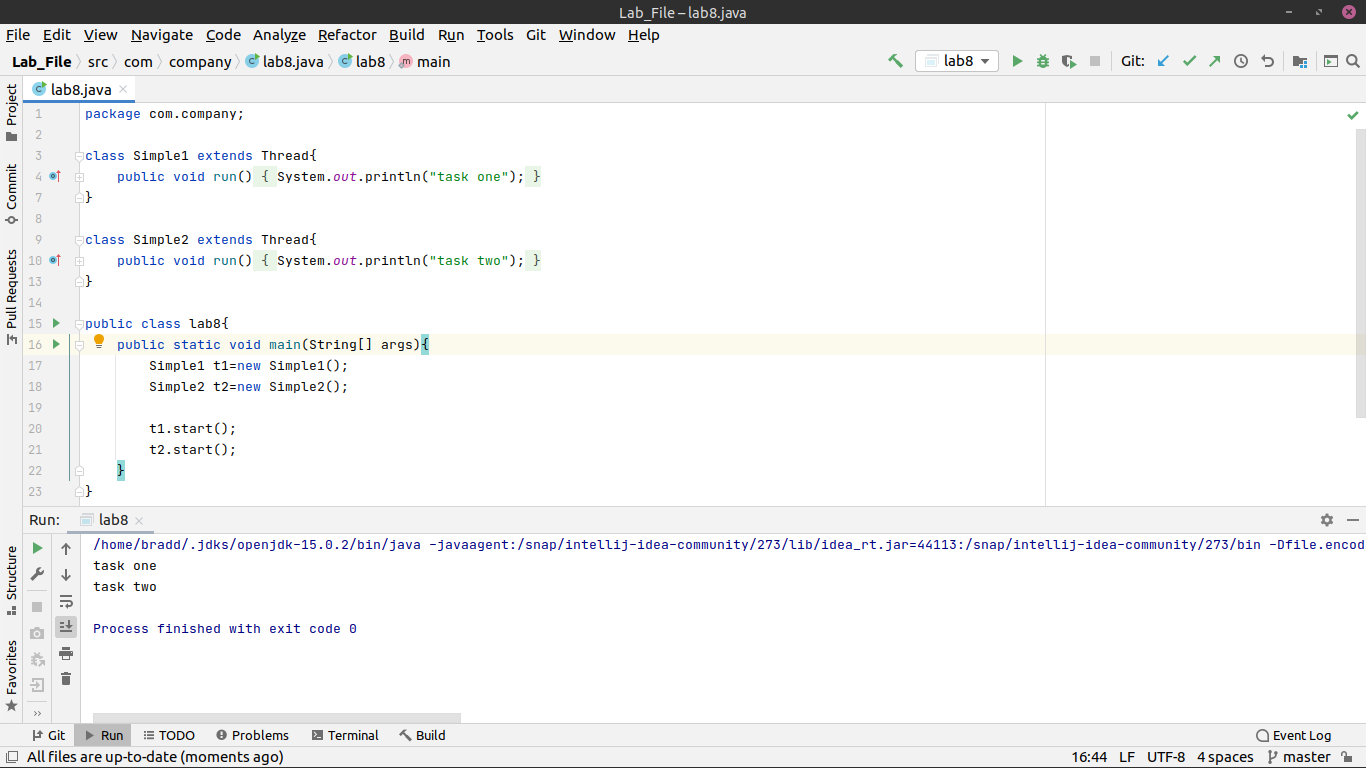 Lab_File – lab8.java
File Edit View Navigate Code Analyze Refactor Build Run Tools Git Window Help
Lab_File src com company lab8.java lab8 m main lab8 Git:
lab8.java
Project
Commit
Pull Requests
Structure
Favorites
1 package com.company;
2
3 class Simple1 extends Thread{
4 public void run() { System.out.println("task one"); }
7 }
8
9 class Simple2 extends Thread{
10 public void run() { System.out.println("task two"); }
13 }
14
15 public class lab8{
16 public static void main(String[] args){
17 Simple1 t1=new Simple1();
18 Simple2 t2=new Simple2();
19
20 t1.start();
21 t2.start();
22 }
23 }
Run: lab8
/home/bradd/.jdks/openjdk-15.0.2/bin/java -javaagent:/snap/intellij-idea-community/273/lib/idea_rt.jar=44113:/snap/intellij-idea-community/273/bin -Dfile.encod
task one
task two
Process finished with exit code 0
Git Run TODO Problems Terminal Build Event Log
All files are up-to-date (moments ago) 16:44 LF UTF-8 4 spaces master